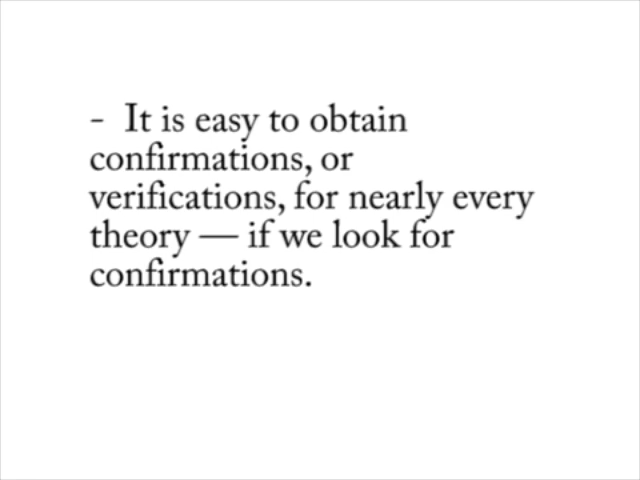 - It is easy to obtain
confirmations, or
verifications, for nearly every
theory — if we look for
confirmations.